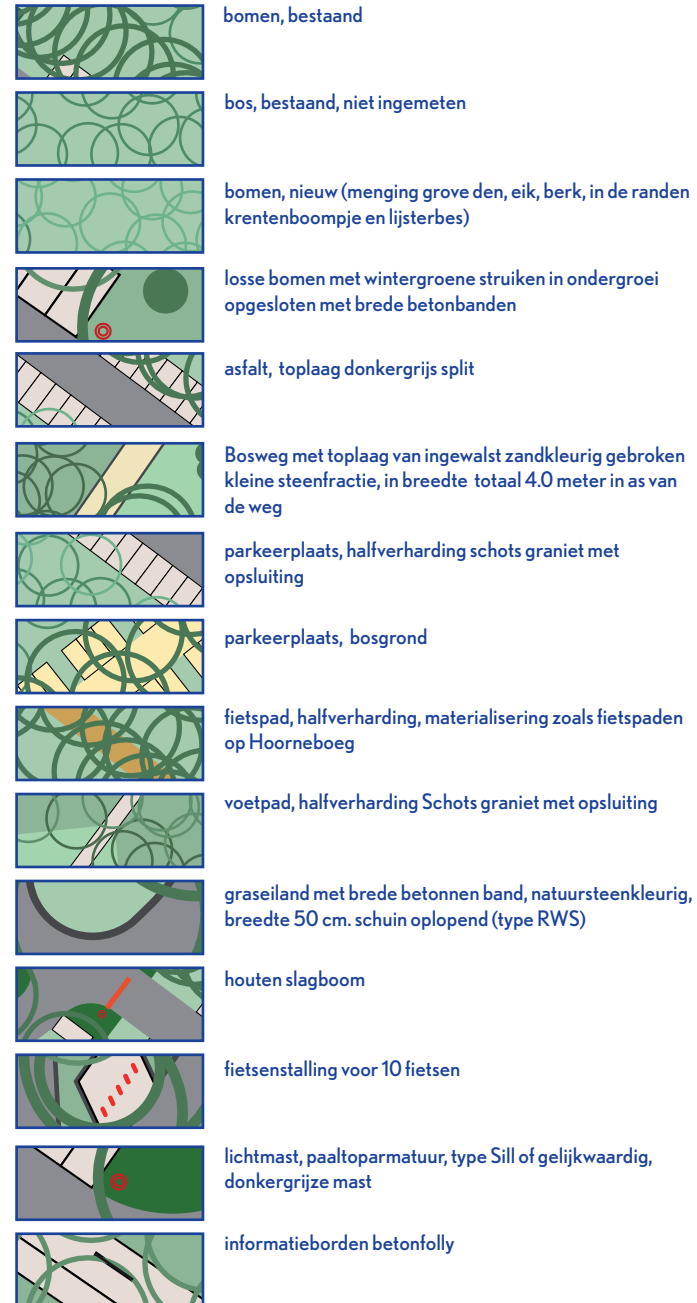 bomen, bestaand
bos, bestaand, niet ingemeten
bomen, nieuw (menging grove den, eik, berk, in de randen
krentenboompje en lijsterbes)
losse bomen met wintergroene struiken in ondergroei
opgesloten met brede betonbanden
asfalt, toplaag donkergrijs split
Bosweg met toplaag van ingewalst zandkleurig gebroken
kleine steenfractie, in breedte totaal 4.0 meter in as van
de weg
parkeerplaats, halfverharding schots graniet met
opsluiting
parkeerplaats, bosgrond
fietspad, halfverharding, materialisering zoals fietspaden
op Hoorneboeg
voetpad, halfverharding Schots graniet met opsluiting
graseiland met brede betonnen band, natuursteenkleurig,
breedte 50 cm. schuin oplopend (type RWS)
houten slagboom
fietsenstalling voor 10 fietsen
lichtmast, paaltoparmatuur, type Sill of gelijkwaardig,
donkergrijze mast
informatieborden betonfolly